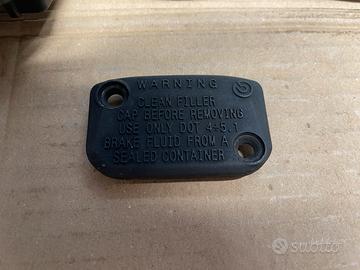 WARNING
CLEAN FILLER
CAP BEFORE REMOVING
USE ONLY DOT 4+5.1
BRAKE FLUID FROM A
SEALED CONTAINER
subito